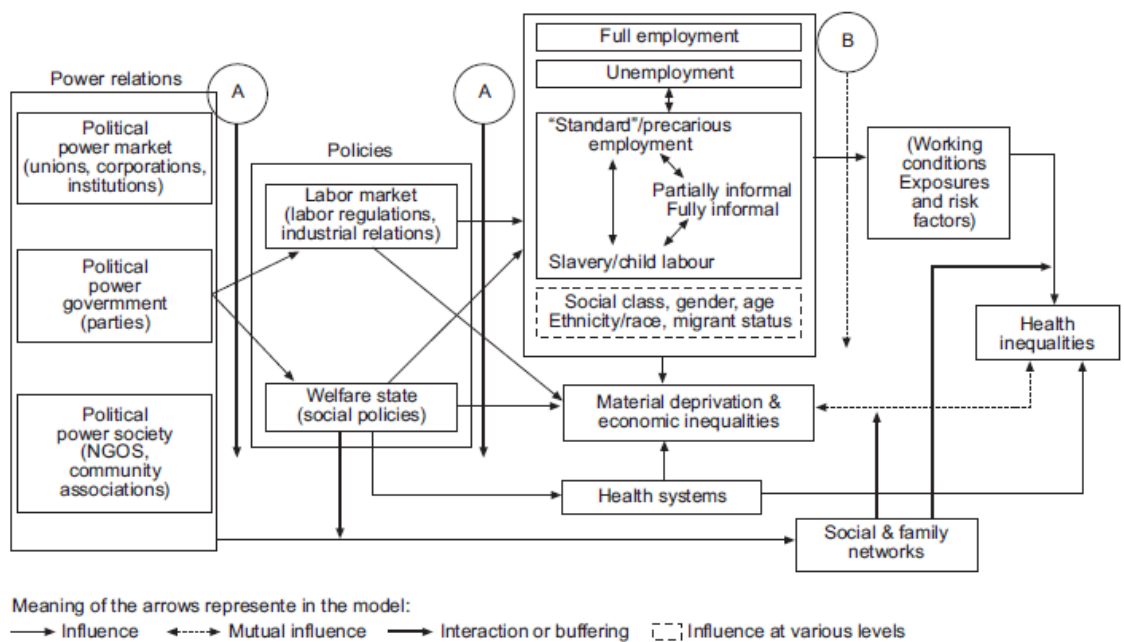 Power relations
A
Political
power market
(unions, corporations,
institutions)
Political
power
govermment
(parties)
Political
power society
(NGOS,
community
associations)
Policies
A
Labor market
(labor regulations,
industrial relations)
Welfare state
(social policies)
Full employment
Unemployment
“Standard”/precarious
employment
Partially informal
Fully informal
Slavery/child labour
Social class, gender, age
Ethnicity/race, migrant status
B
(Working
conditions
Exposures
and risk
factors)
Health
inequalities
Material deprivation &
economic inequalities
Health systems
Social & family
networks
Meaning of the arrows represente in the model:
Influence
Mutual influence
Interaction or buffering
Influence at various levels